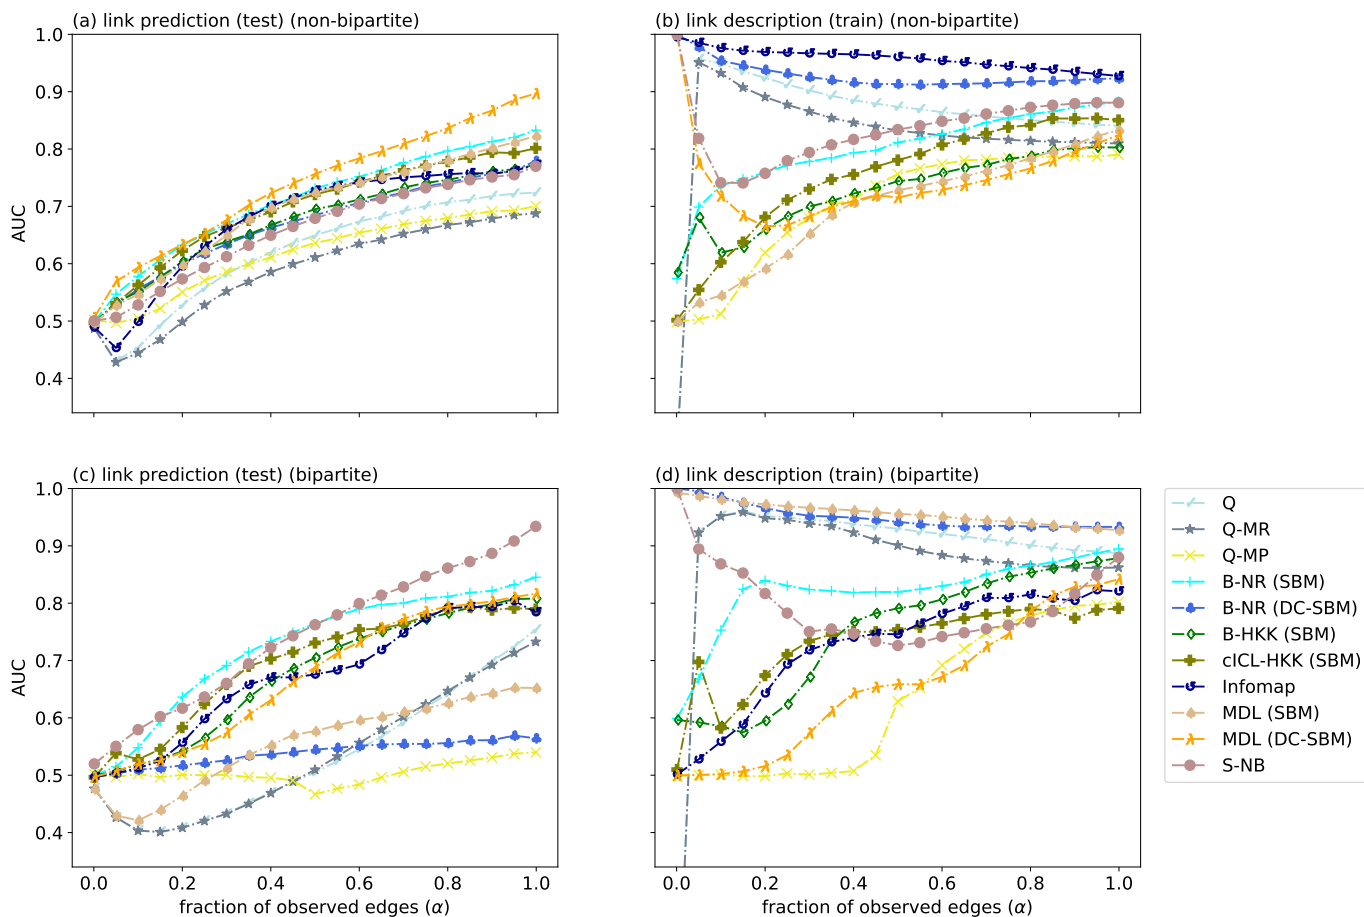 (a) link prediction (test) (non-bipartite)
(b) link description (train) (non-bipartite)
1.0
0.9
0.8
0.7
0.6
0.5
0.4
AUC
(c) link prediction (test) (bipartite)
(d) link description (train) (bipartite)
1.0
0.9
0.8
0.7
0.6
0.5
0.4
AUC
0.0 0.2 0.4 0.6 0.8 1.0
fraction of observed edges (α)
0.0 0.2 0.4 0.6 0.8 1.0
fraction of observed edges (α)
Q
Q-MR
Q-MP
B-NR (SBM)
B-NR (DC-SBM)
B-HKK (SBM)
cICL-HKK (SBM)
Infomap
MDL (SBM)
MDL (DC-SBM)
S-NB